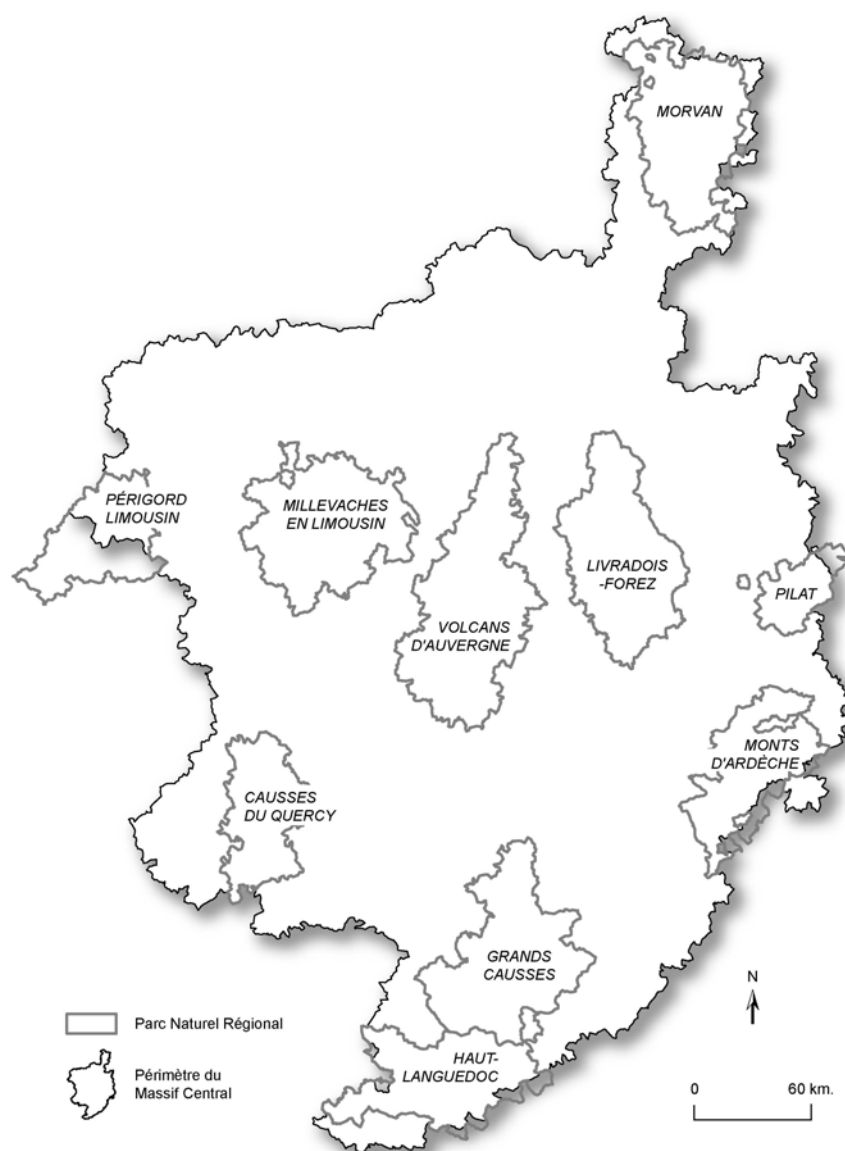 MORVAN
PÉRIGORD
LIMOUSIN
MILLEVACHES
EN LIMOUSIN
LIVRADOIS
-FOREZ
PILAT
VOLCANS
D'AUVERGNE
MONTS
D'ARDÈCHE
CAUSSES
DU QUERCY
GRANDS
CAUSSES
HAUT-
LANGUEDOC
N
Parc Naturel Régional
Périmètre du
Massif Central
0 60 km.